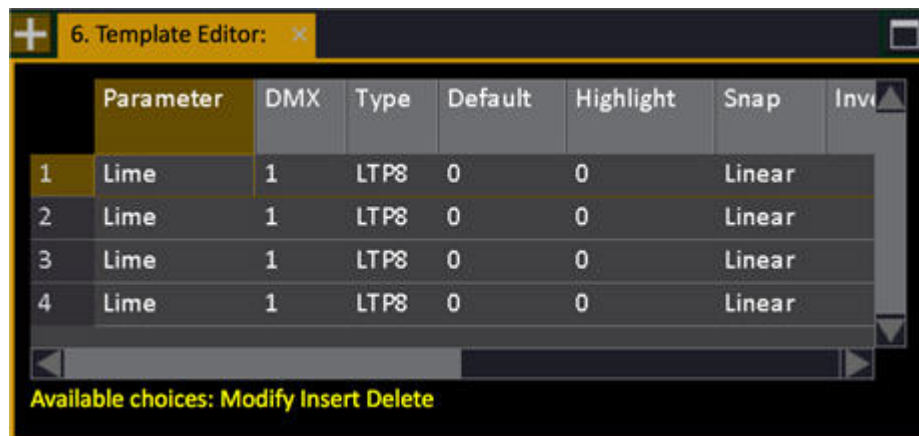 6. Template Editor:
Parameter DMX Type Default Highlight Snap
1 Lime 1 LTP8 0 0 Linear
2 Lime 1 LTP8 0 0 Linear
3 Lime 1 LTP8 0 0 Linear
4 Lime 1 LTP8 0 0 Linear
Available choices: Modify Insert Delete